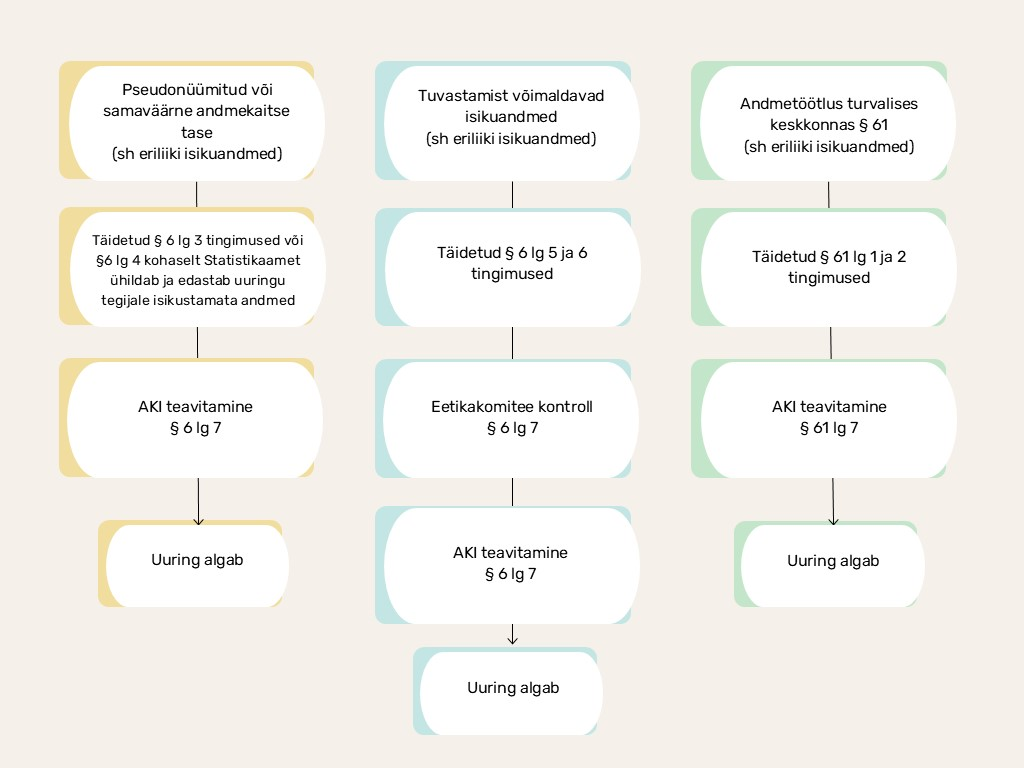 Pseudonüümitud või
samaväärne andmekaitse
tase
(sh eriliiki isikuandmed)
Täidetud § 6 lg 3 tingimused või
§6 lg 4 kohaselt Statistikaamet
ühildab ja edastab uuringu
tegijale isikustamata andmed
AKI teavitamine
§ 6 lg 7
Uuring algab
Tuvastamist võimaldavad
isikuandmed
(sh eriliiki isikuandmed)
Täidetud § 6 lg 5 ja 6
tingimused
Eetikakomitee kontroll
§ 6 lg 7
AKI teavitamine
§ 6 lg 7
Uuring algab
Andmetöötlus turvalises
keskkonnas § 61
(sh eriliiki isikuandmed)
Täidetud § 61 lg 1 ja 2
tingimused
AKI teavitamine
§ 61 lg 7
Uuring algab